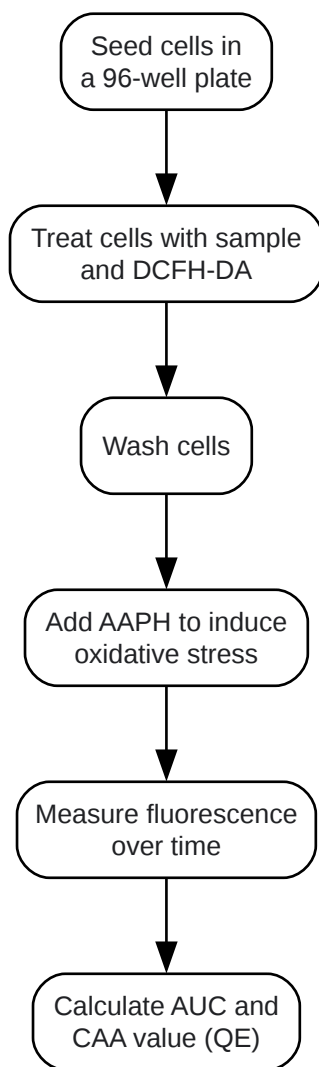 Seed cells in
a 96-well plate
Treat cells with sample
and DCFH-DA
Wash cells
Add AAPH to induce
oxidative stress
Measure fluorescence
over time
Calculate AUC and
CAA value (QE)